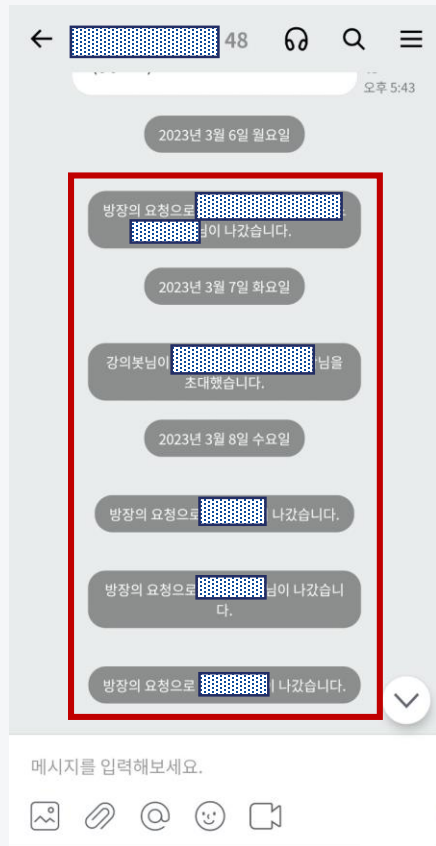 48
오후 5:43
2023년 3월 6일 월요일
방장의 요청으로
님이 나갔습니다.
2023년 3월 7일 화요일
강의봇님이 님을
초대했습니다.
2023년 3월 8일 수요일
방장의 요청으로 나갔습니다.
방장의 요청으로 님이 나갔습니
다.
방장의 요청으로 나갔습니다.
메시지를 입력해보세요.